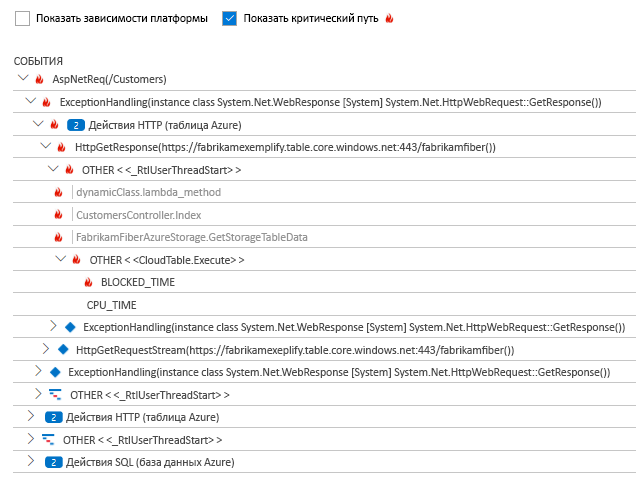 Показать зависимости платформы Показать критический путь
СОБЫТИЯ
AspNetReq(/Customers)
ExceptionHandling(instance class System.Net.WebResponse [System] System.Net.HttpWebRequest::GetResponse())
2 Действия HTTP (таблица Azure)
HttpGetResponse(https://fabrikamexemplify.table.core.windows.net:443/fabrikamfiber())
OTHER < <_RtlUserThreadStart> >
dynamicClass.lambda_method
CustomersController.Index
FabrikamFiberAzureStorage.GetStorageTableData
OTHER < <CloudTable.Execute> >
BLOCKED_TIME
CPU_TIME
ExceptionHandling(instance class System.Net.WebResponse [System] System.Net.HttpWebRequest::GetResponse())
HttpGetRequestStream(https://fabrikamexeplify.table.core.windows.net:443/fabrikamfiber())
ExceptionHandling(instance class System.Net.WebResponse [System] System.Net.HttpWebRequest::GetResponse())
OTHER < <_RtlUserThreadStart> >
2 Действия HTTP (таблица Azure)
OTHER < <_RtlUserThreadStart> >
2 Действия SQL (база данных Azure)